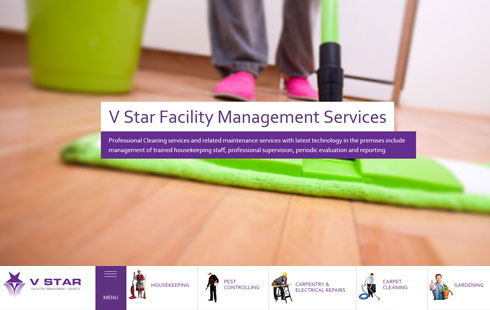 V Star Facility Management Services
Professional Cleaning services and related maintenance services with latest technology in the premises include
management of trained housekeeping staff, professional supervision, periodic evaluation and reporting
V STAR
FACILITIES MANAGEMENT SERVICES
MENU
HOUSEKEEPING
PEST
CONTROLLING
CARPENTRY &
ELECTRICAL REPAIRS
CARPET
CLEANING
GARDENING